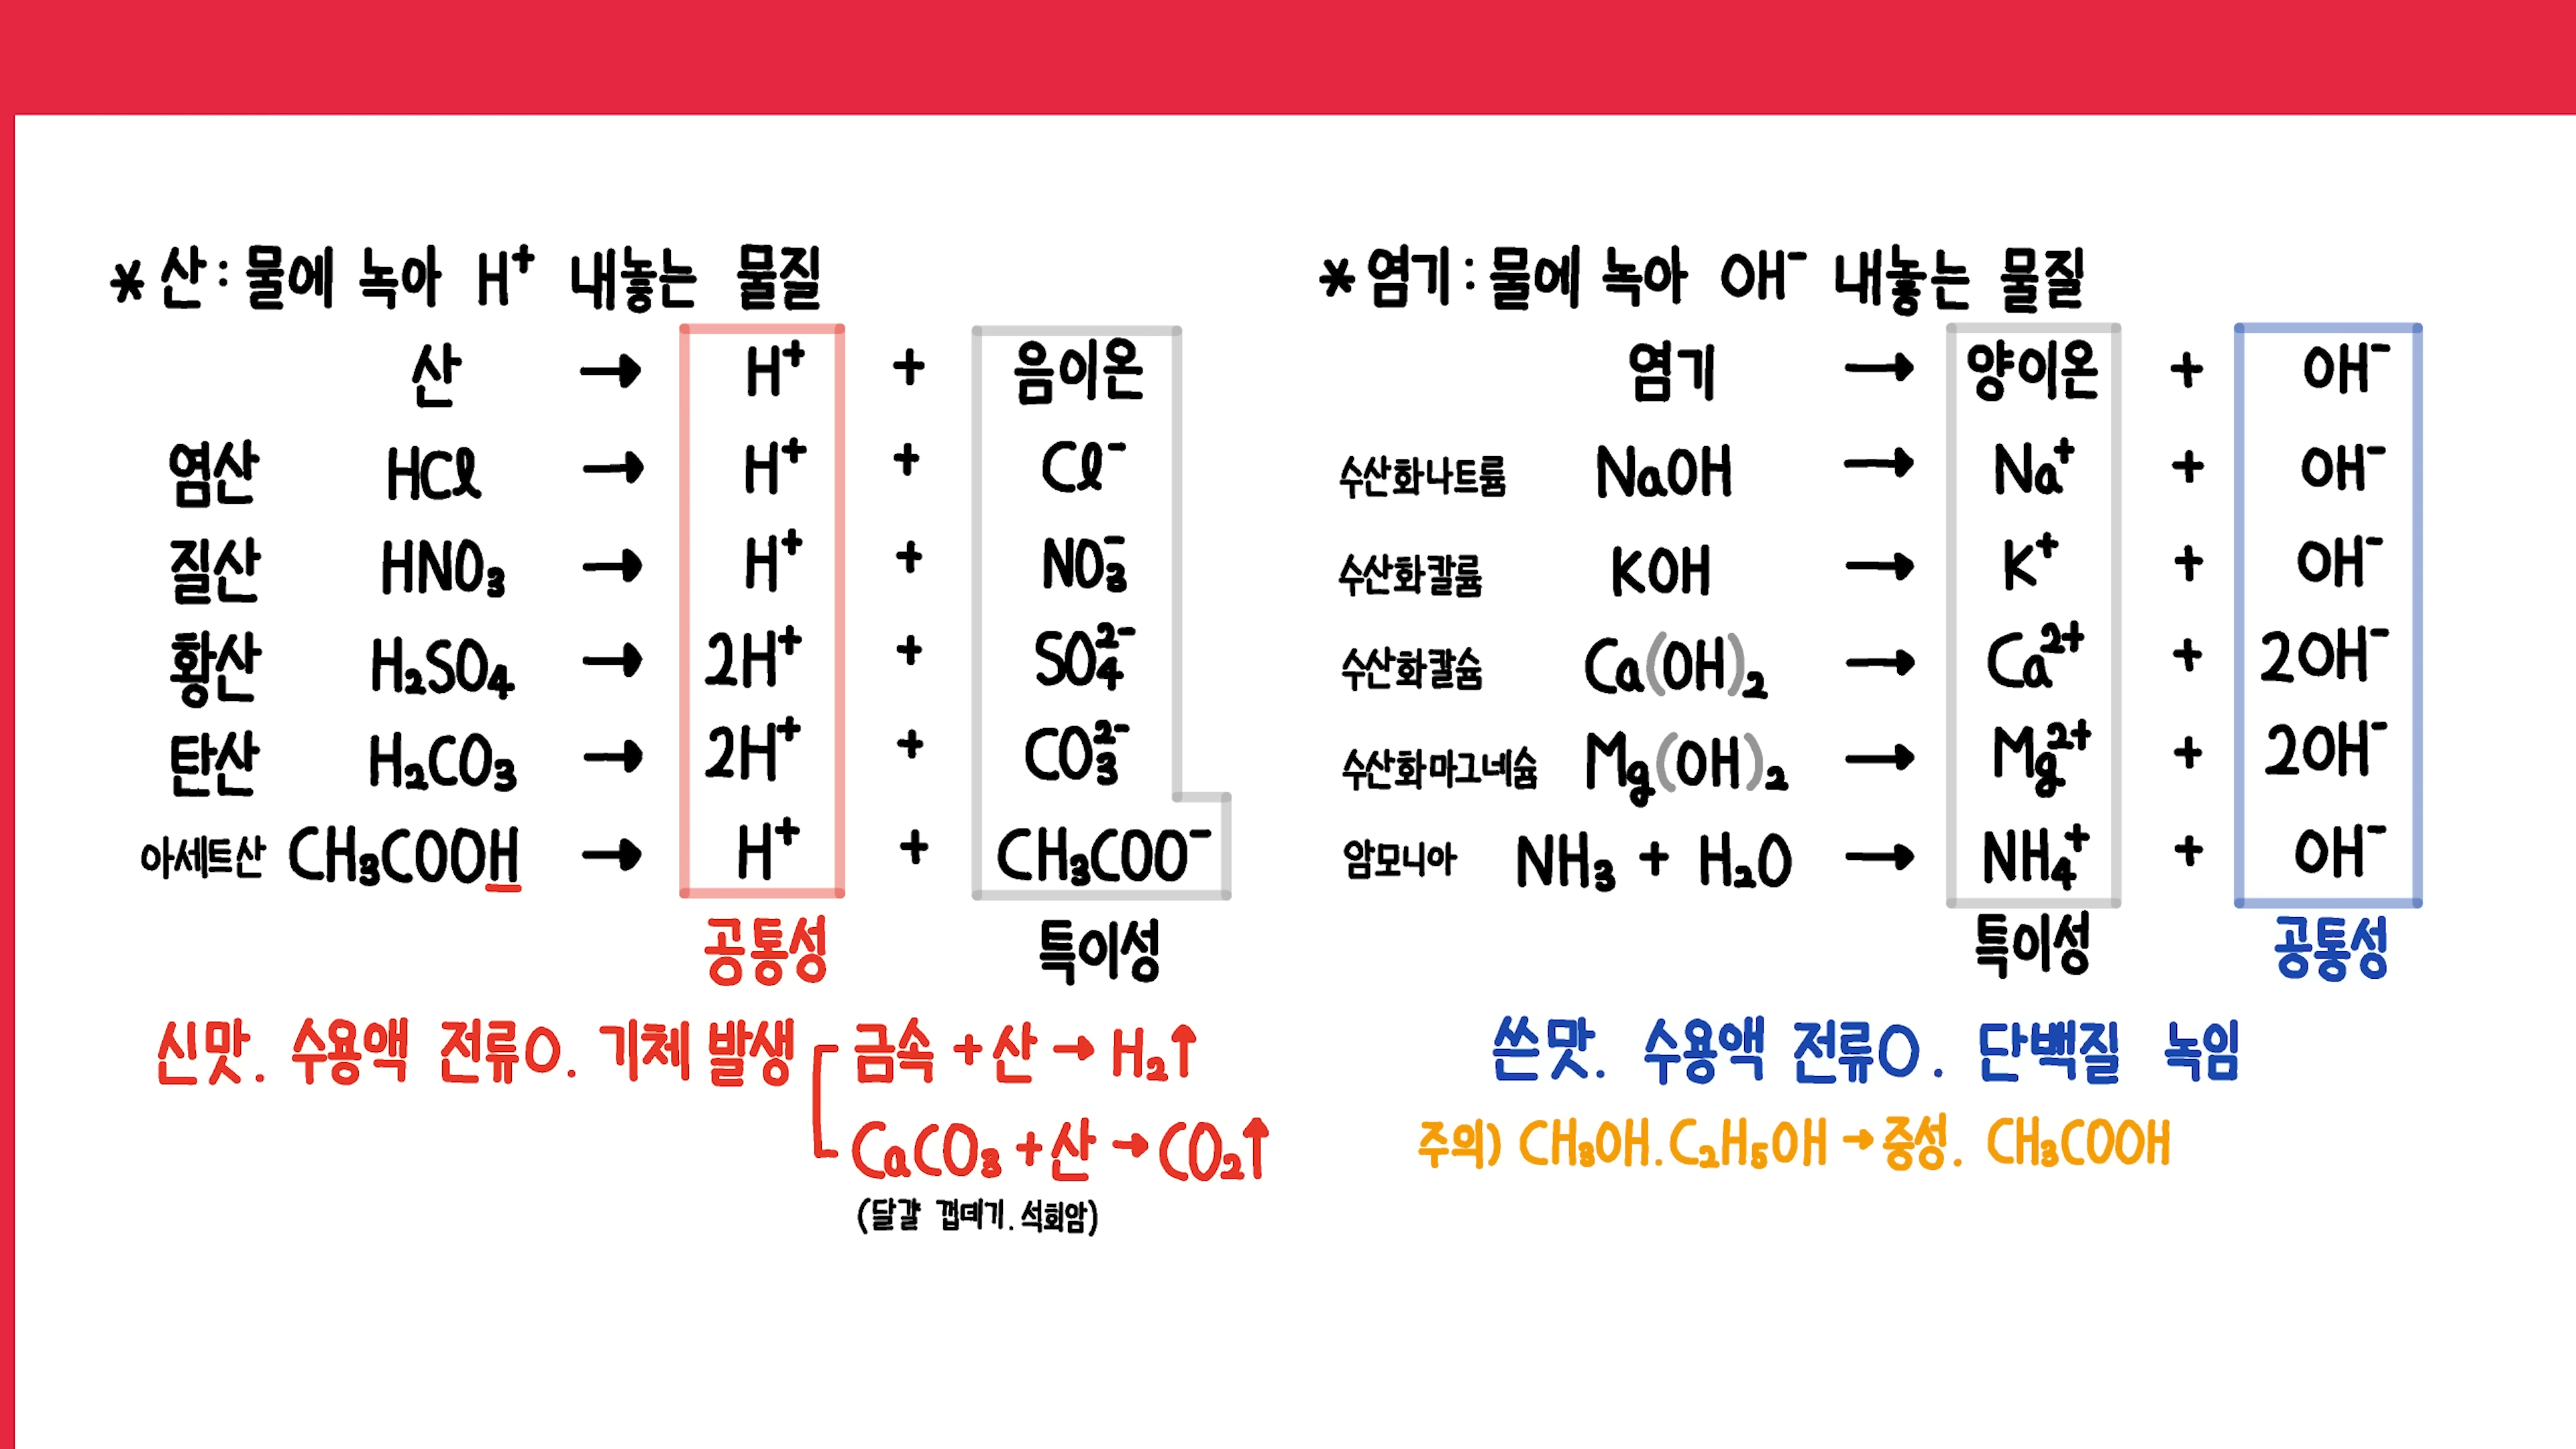 * 산 : 물에 녹아 H⁺ 내놓는 물질
산 → H⁺ + 음이온
염산 HCl → H⁺ + Cl⁻
질산 HNO₃ → H⁺ + NO₃⁻
황산 H₂SO₄ → 2H⁺ + SO₄²⁻
탄산 H₂CO₃ → 2H⁺ + CO₃²⁻
아세트산 CH₃COOH → H⁺ + CH₃COO⁻
공통성 특이성
신맛. 수용액 전류O. 기체 발생 금속 + 산 → H₂↑
CaCO₃ + 산 → CO₂↑
(달걀 껍데기. 석회암)
* 염기 : 물에 녹아 OH⁻ 내놓는 물질
염기 → 양이온 + OH⁻
수산화나트륨 NaOH → Na⁺ + OH⁻
수산화칼륨 KOH → K⁺ + OH⁻
수산화칼슘 Ca(OH)₂ → Ca²⁺ + 2OH⁻
수산화마그네슘 Mg(OH)₂ → Mg²⁺ + 2OH⁻
암모니아 NH₃ + H₂O → NH₄⁺ + OH⁻
특이성 공통성
쓴맛. 수용액 전류O. 단백질 녹임
주의) CH₃OH. C₂H₅OH → 중성. CH₃COOH